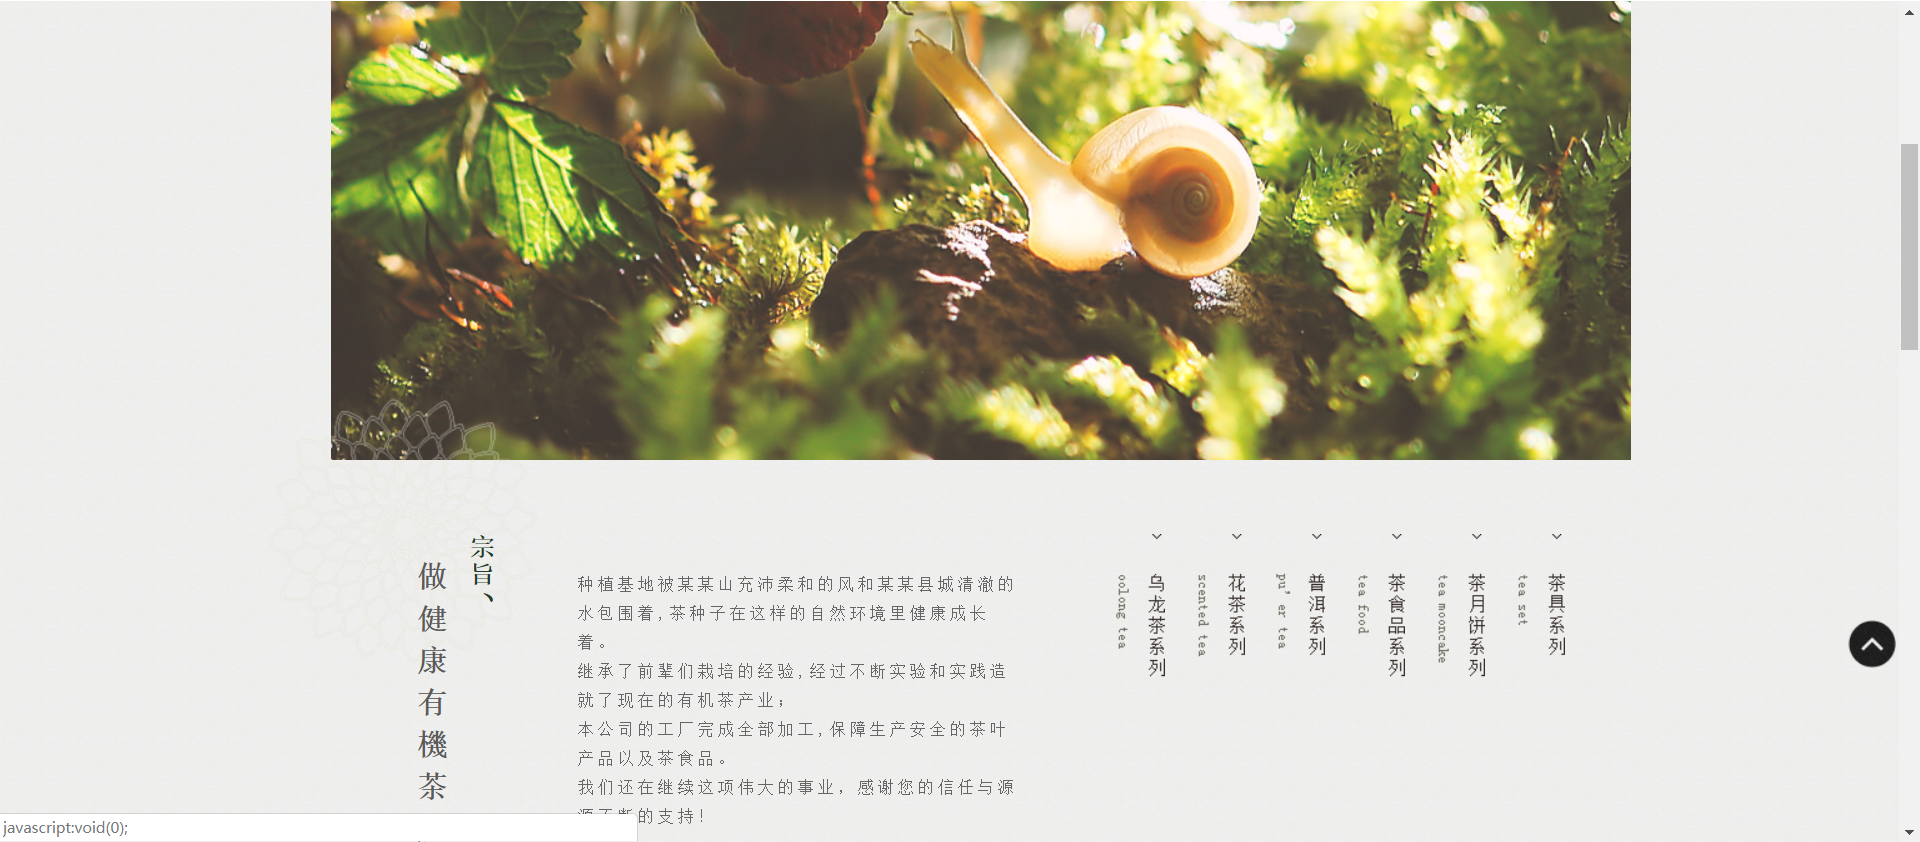 宗旨、
做健康有機茶
种植基地被某某山充沛柔和的风和某某县城清澈的
水包围着,茶种子在这样的自然环境里健康成长
着。
继承了前辈们栽培的经验,经过不断实验和实践造
就了现在的有机茶产业;
本公司的工厂完成全部加工,保障生产安全的茶叶
产品以及茶食品。
我们还在继续这项伟大的事业，感谢您的信任与源
的支持!
乌龙茶系列
oolong tea
花茶系列
scented tea
普洱系列
pu' er tea
茶食品系列
tea food
茶月饼系列
tea mooncake
茶具系列
tea set
javascript:void(0);